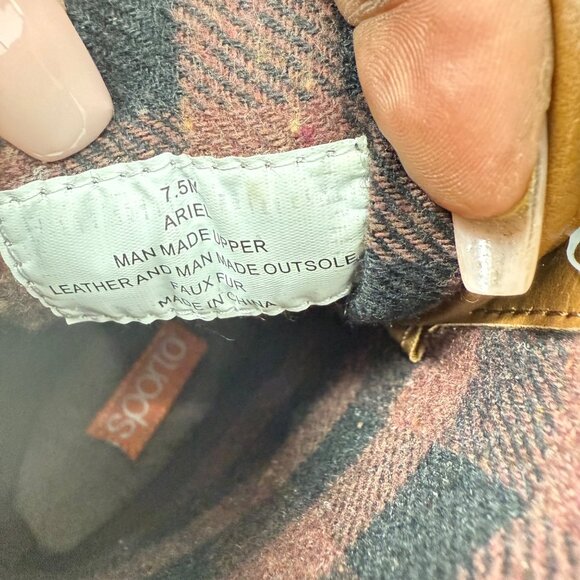 7.5M
ARIEL
MAN MADE UPPER
LEATHER AND MAN MADE OUTSOLE
FAUX FUR
MADE IN CHINA
sporto